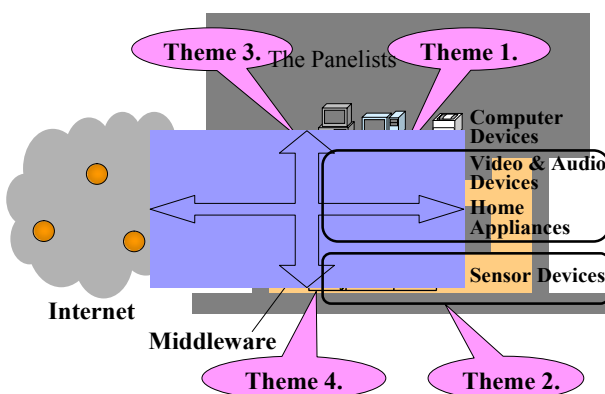 Theme 3.
Theme 1.
The Panelists
Computer
Devices
Video & Audio
Devices
Home
Appliances
Sensor Devices
Internet
Middleware
Theme 4.
Theme 2.